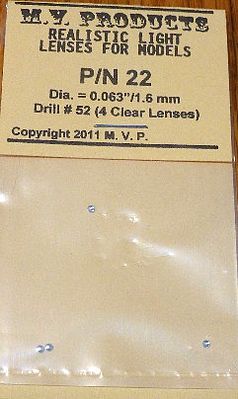 M.V. PRODUCTS
REALISTIC LIGHT
LENSES FOR MODELS
P/N 22
Dia. = 0.063"/1.6 mm
Drill # 52 (4 Clear Lenses)
Copyright 2011 M. V. P.